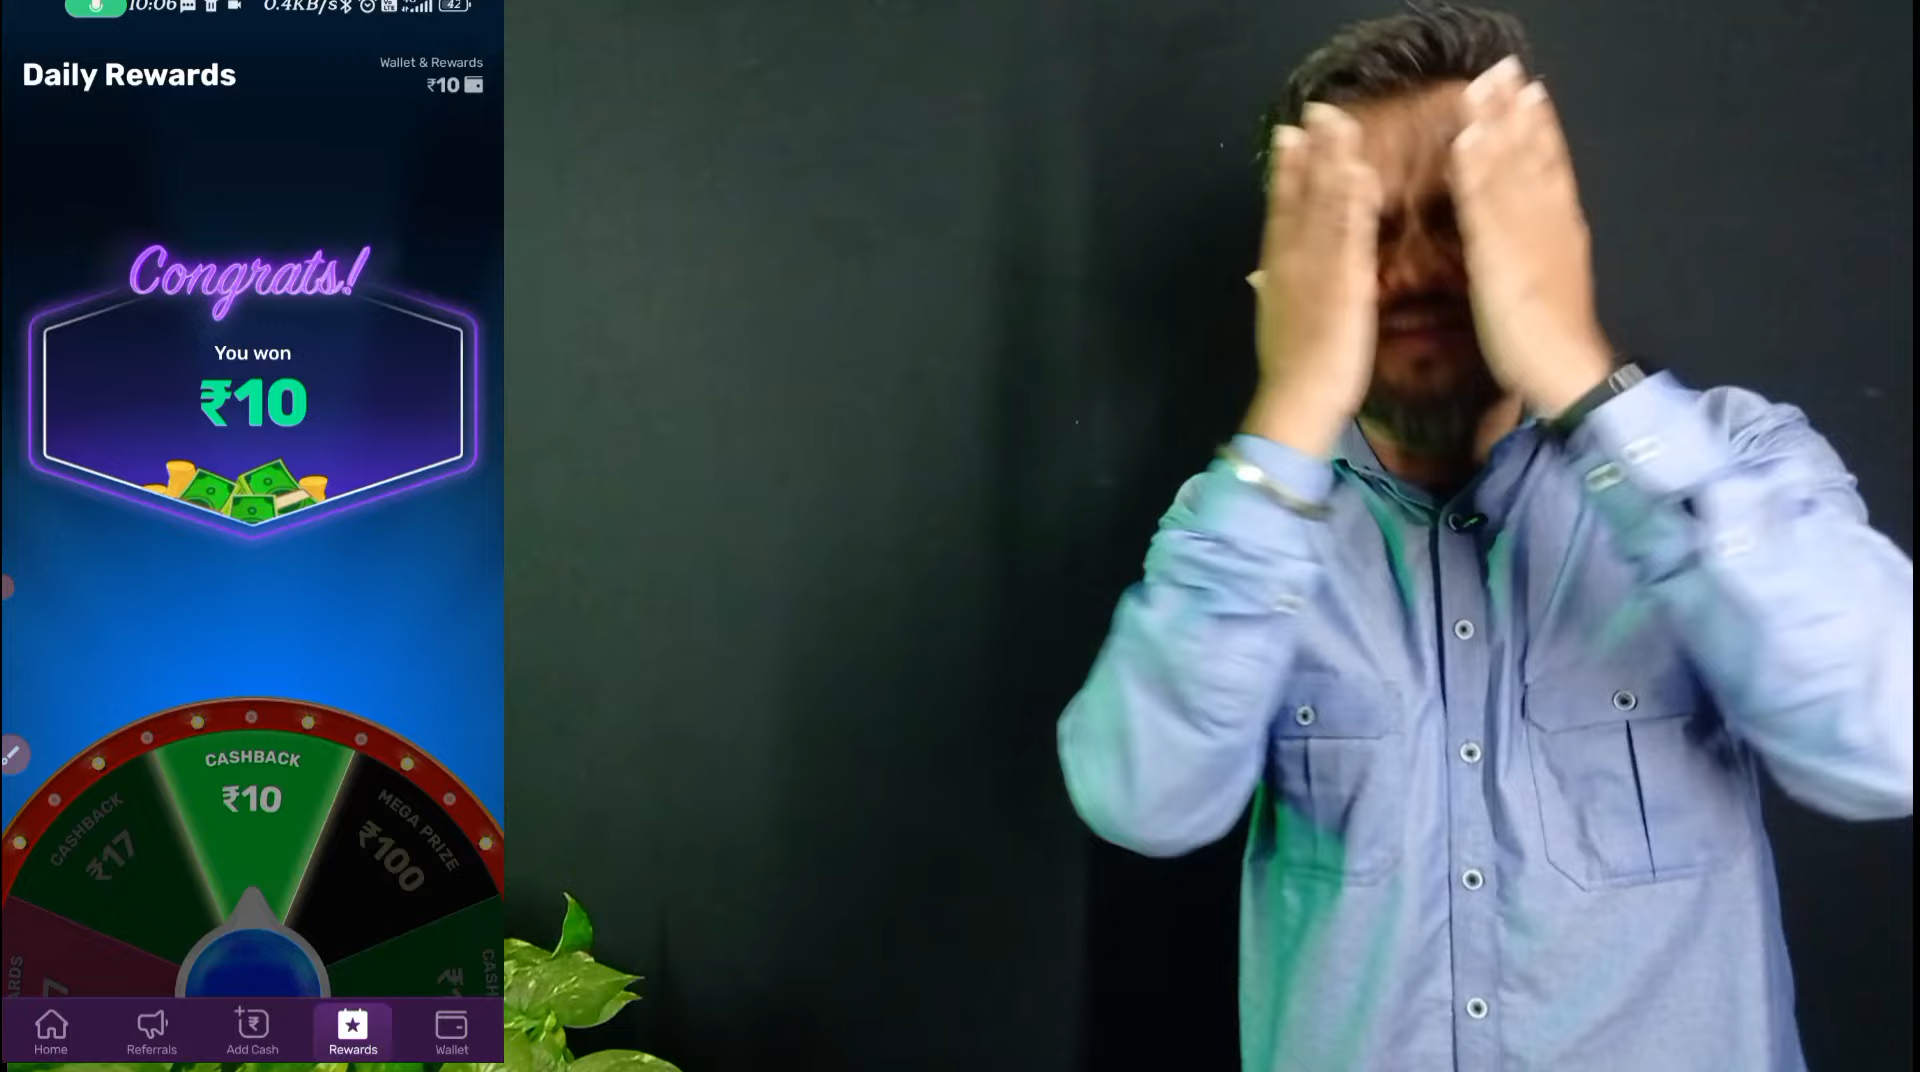 10:06
0.4KB/s
42
Daily Rewards
Wallet & Rewards
₹10
Congrats!
You won
₹10
CASHBACK
₹10
CASHBACK
₹17
MEGA PRIZE
₹100
Home
Referrals
Add Cash
Rewards
Wallet